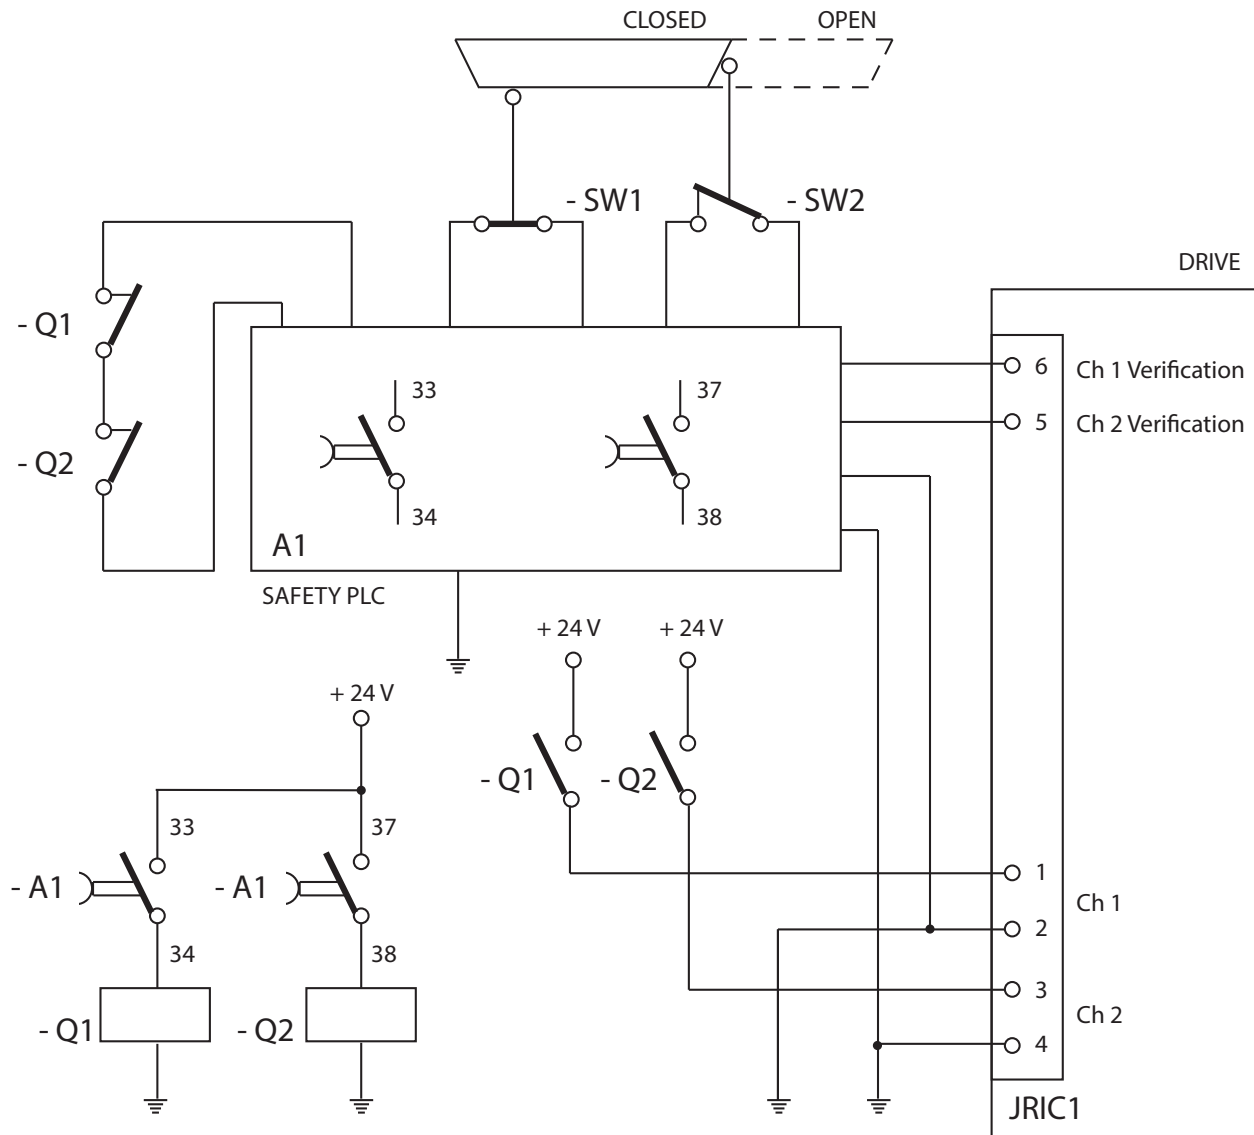 CLOSED OPEN
- SW1 - SW2
DRIVE
- Q1
6 Ch 1 Verification
33 37
5 Ch 2 Verification
- Q2
34 38
A1
SAFETY PLC
+ 24 V + 24 V
+ 24 V
- Q1 - Q2
33 37
1
- A1 - A1
Ch 1
2
34 38
3
Ch 2
- Q1 - Q2
4
JRIC1